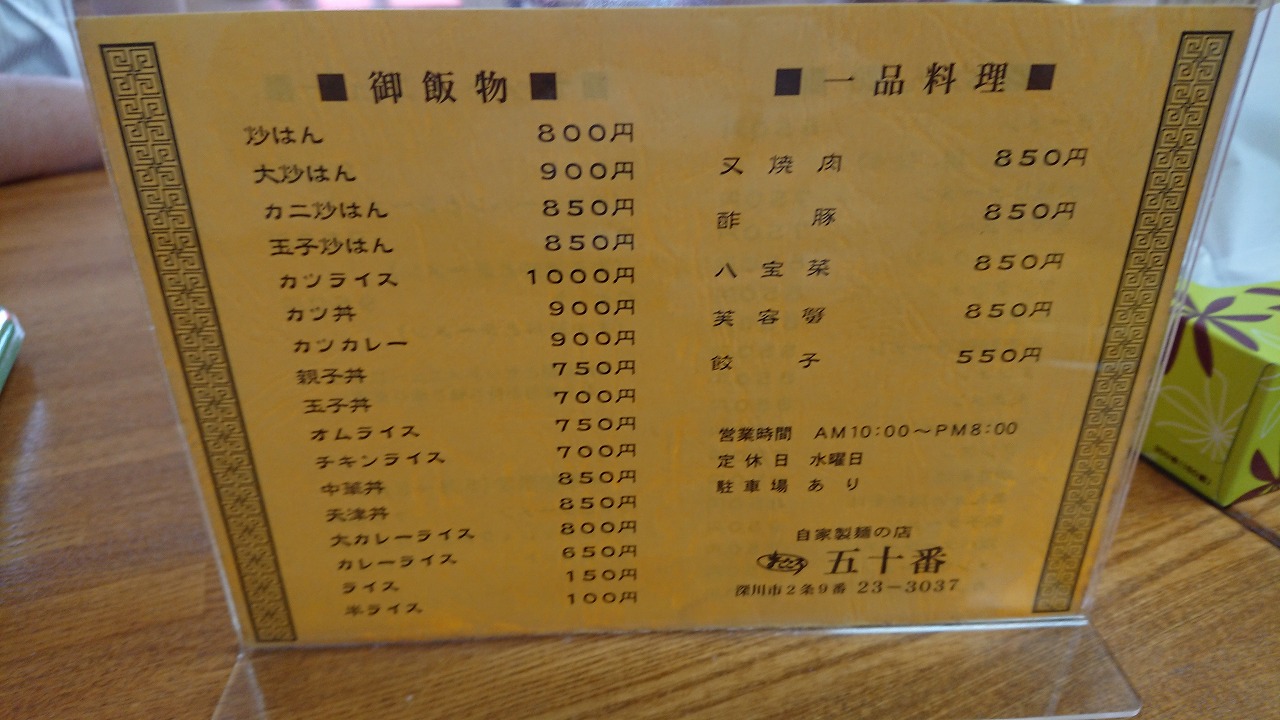 ■御飯物■
炒はん 800円
大炒はん 900円
カニ炒はん 850円
玉子炒はん 850円
カツライス 1000円
カツ丼 900円
カツカレー 900円
親子丼 750円
玉子丼 700円
オムライス 750円
チキンライス 700円
中華丼 850円
天津丼 850円
大カレーライス 800円
カレーライス 650円
ライス 150円
半ライス 100円
■一品料理■
叉焼肉 850円
酢豚 850円
八宝菜 850円
芙容蟹 850円
餃子 550円
営業時間 AM10:00～PM8:00
定休日 水曜日
駐車場 あり
自家製麺の店
五十番
深川市2条9番 23-3037